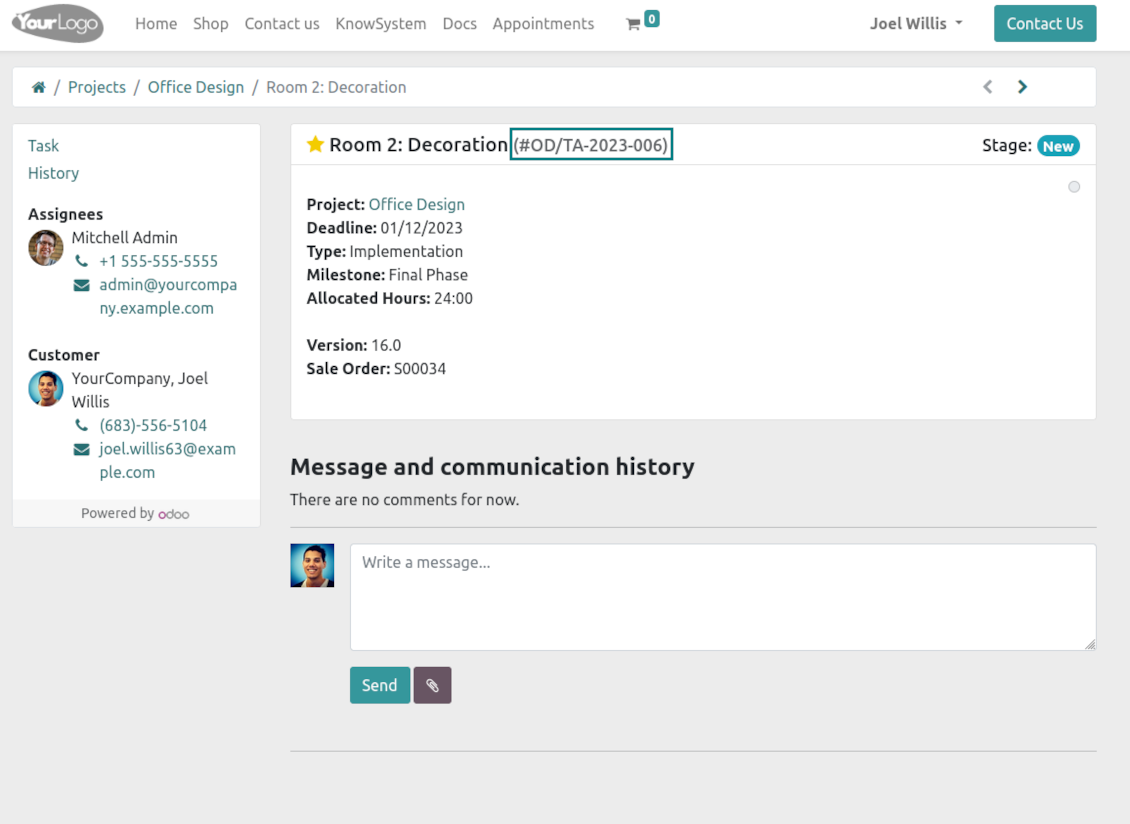 YourLogo Home Shop Contact us KnowSystem Docs Appointments 0 Joel Willis Contact Us
/ Projects / Office Design / Room 2: Decoration
Task
History
Assignees
Mitchell Admin
+1 555-555-5555
admin@yourcompa
ny.example.com
Customer
YourCompany, Joel
Willis
(683)-556-5104
joel.willis63@exam
ple.com
Powered by odoo
Room 2: Decoration (#OD/TA-2023-006) Stage: New
Project: Office Design
Deadline: 01/12/2023
Type: Implementation
Milestone: Final Phase
Allocated Hours: 24:00
Version: 16.0
Sale Order: S00034
Message and communication history
There are no comments for now.
Write a message...
Send